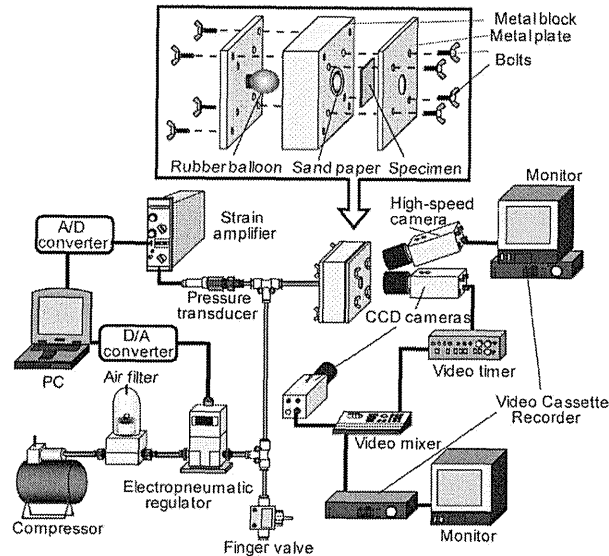 Metal block
Metal plate
Bolts
Rubber balloon
Sand paper
Specimen
Monitor
High-speed
camera
A/D
converter
Strain
amplifier
Pressure
transducer
CCD cameras
PC
D/A
converter
Air filter
Video timer
Video Cassette
Recorder
Video mixer
Electropneumatic
regulator
Compressor
Finger valve
Monitor